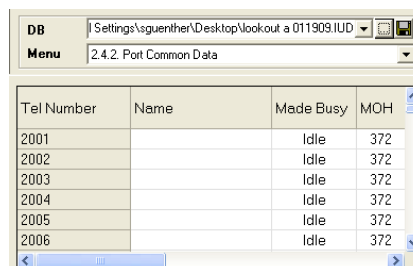 DB l Settings\sguenther\Desktop\lookout a 011909.IUD
Menu 2.4.2. Port Common Data
Tel Number Name Made Busy MOH
2001 Idle 372
2002 Idle 372
2003 Idle 372
2004 Idle 372
2005 Idle 372
2006 Idle 372